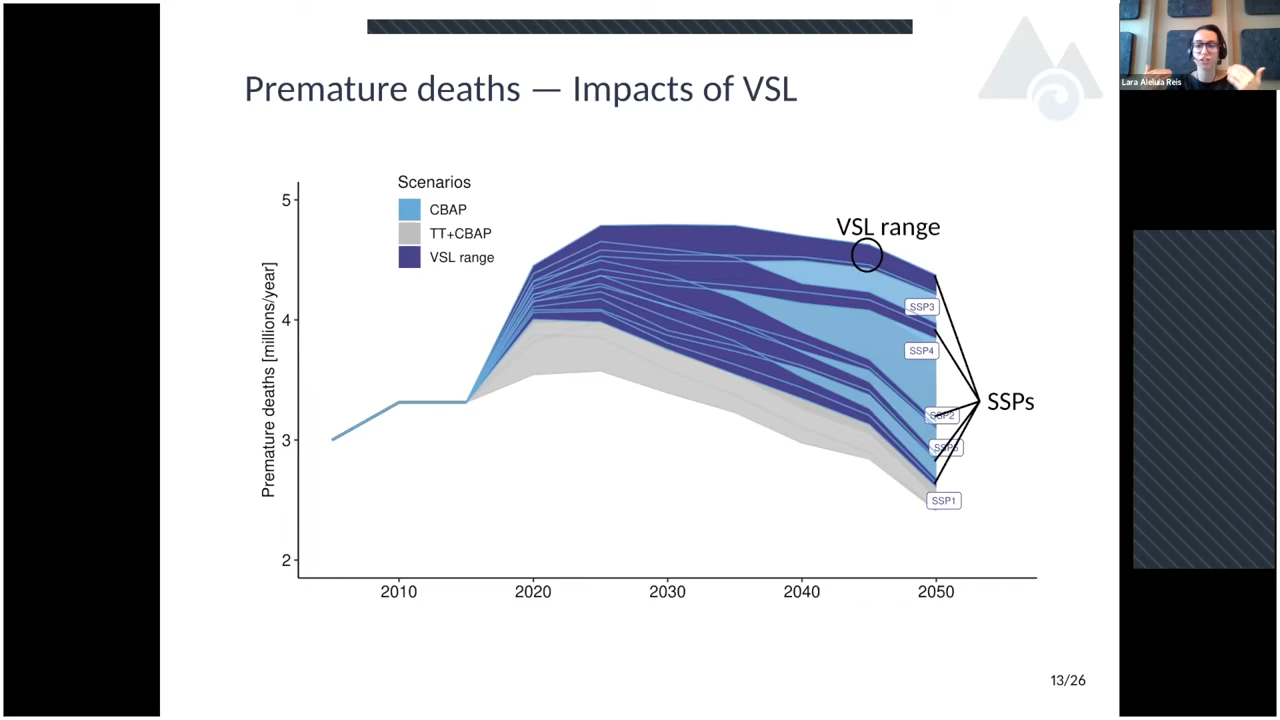 Lara Aleluia Reis
Premature deaths — Impacts of VSL
Scenarios
CBAP
TT+CBAP
VSL range
VSL range
Premature deaths [millions/year]
5
4
3
2
SSP3
SSP4
SSP2
SSP1
SSPs
2010
2020
2030
2040
2050
13/26